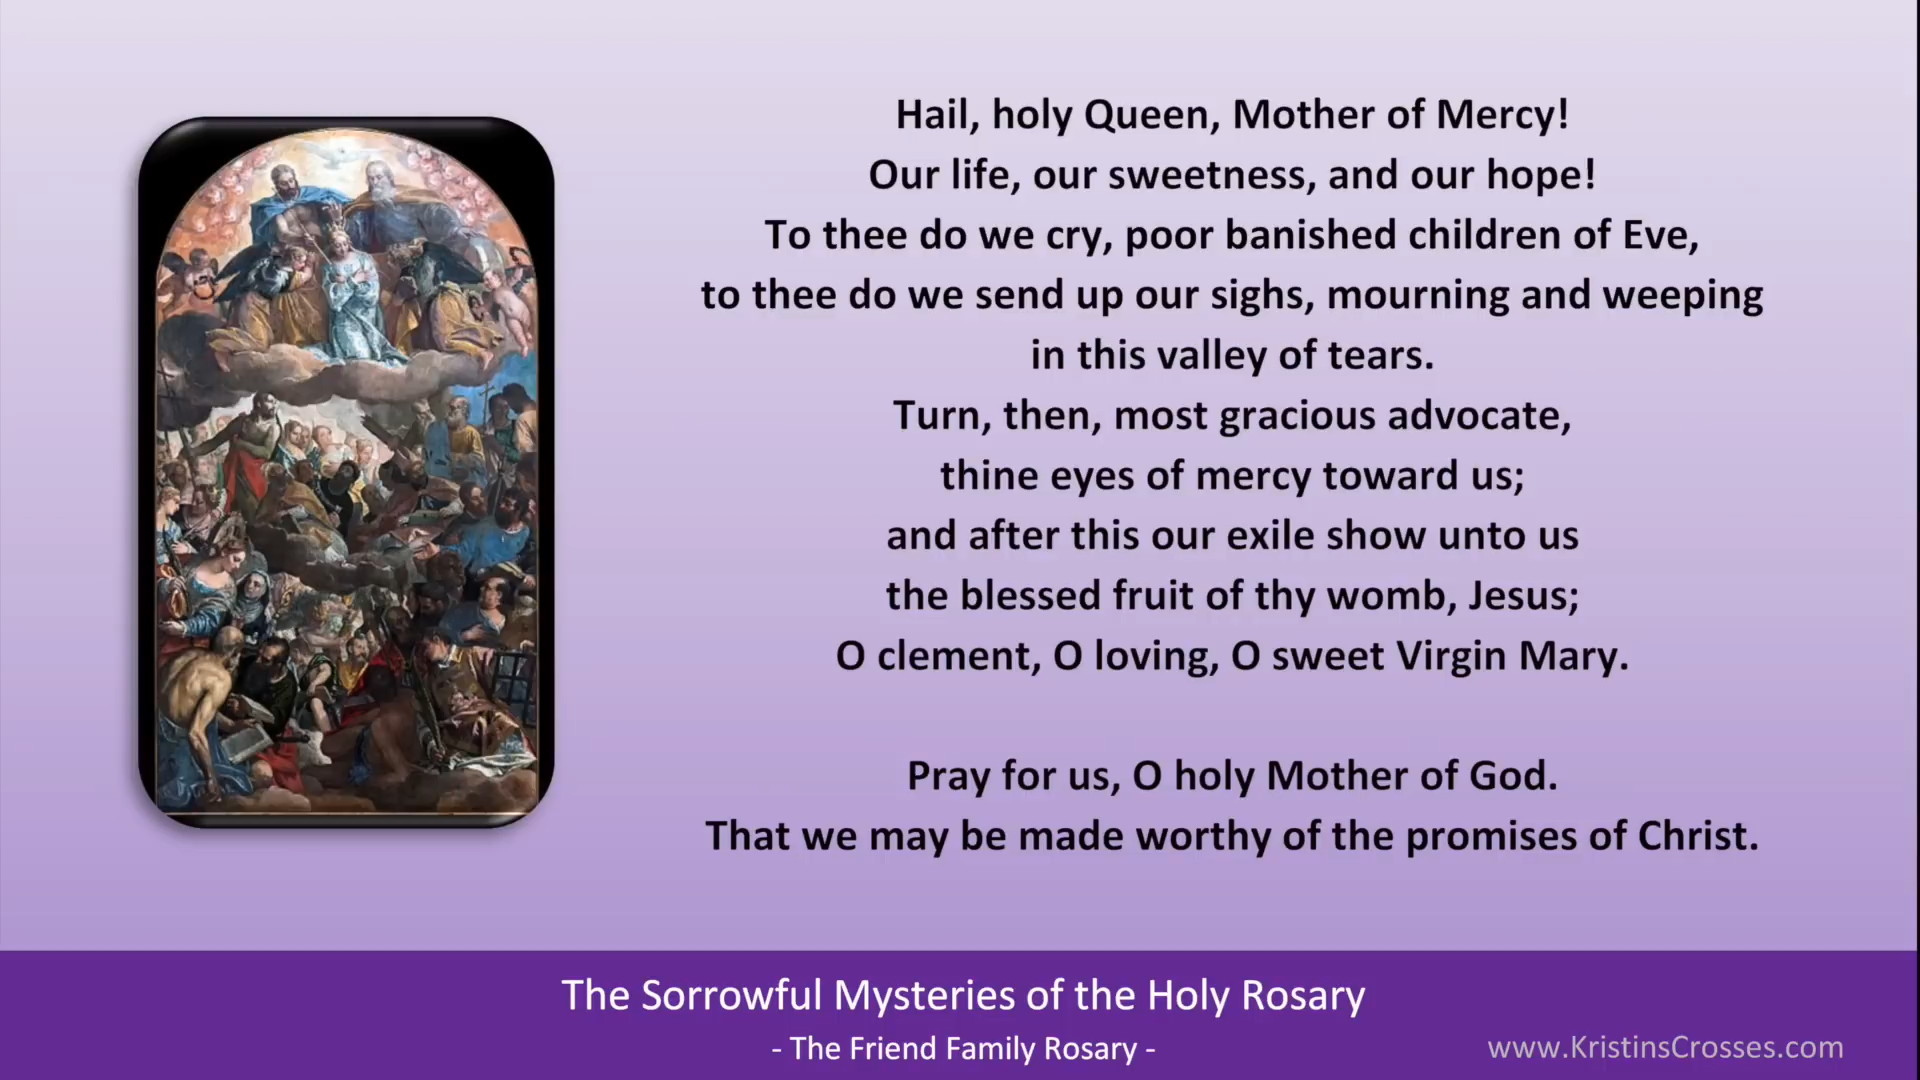 Hail, holy Queen, Mother of Mercy!
Our life, our sweetness, and our hope!
To thee do we cry, poor banished children of Eve,
to thee do we send up our sighs, mourning and weeping
in this valley of tears.
Turn, then, most gracious advocate,
thine eyes of mercy toward us;
and after this our exile show unto us
the blessed fruit of thy womb, Jesus;
O clement, O loving, O sweet Virgin Mary.
Pray for us, O holy Mother of God.
That we may be made worthy of the promises of Christ.
The Sorrowful Mysteries of the Holy Rosary
- The Friend Family Rosary -
www.KristinsCrosses.com